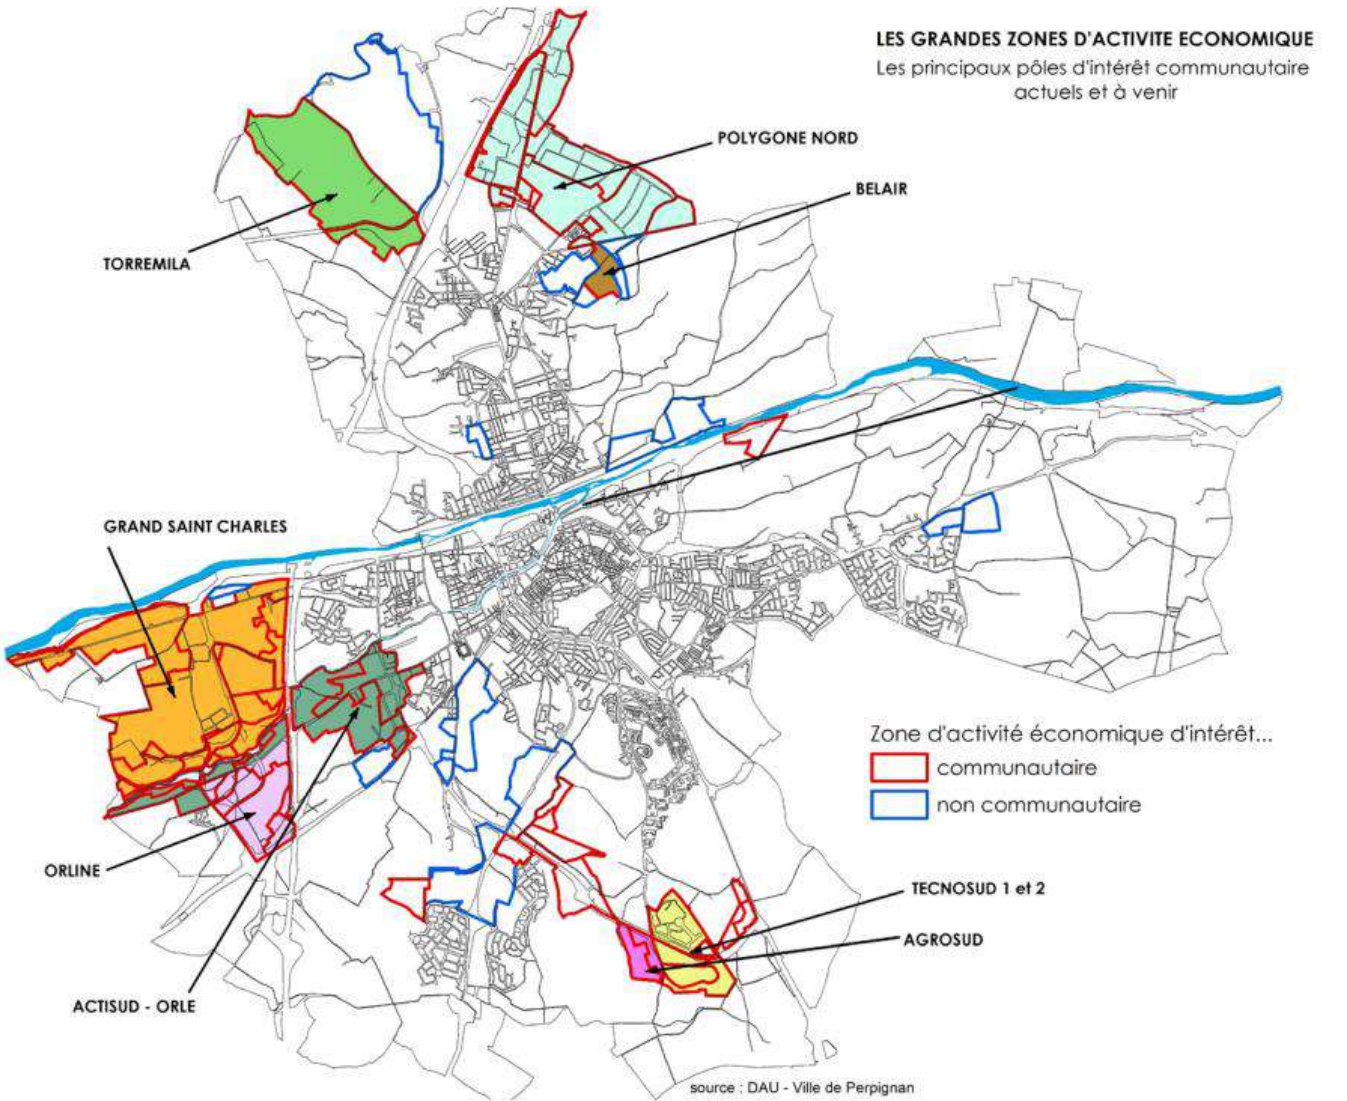 LES GRANDES ZONES D'ACTIVITE ECONOMIQUE
Les principaux pôles d'intérêt communautaire
actuels et à venir
POLYGONE NORD
BELAIR
TORREMILA
GRAND SAINT CHARLES
Zone d'activité économique d'intérêt...
communautaire
non communautaire
ORLINE
TECNOSUD 1 et 2
AGROSUD
ACTISUD - ORLE
source : DAU - Ville de Perpignan